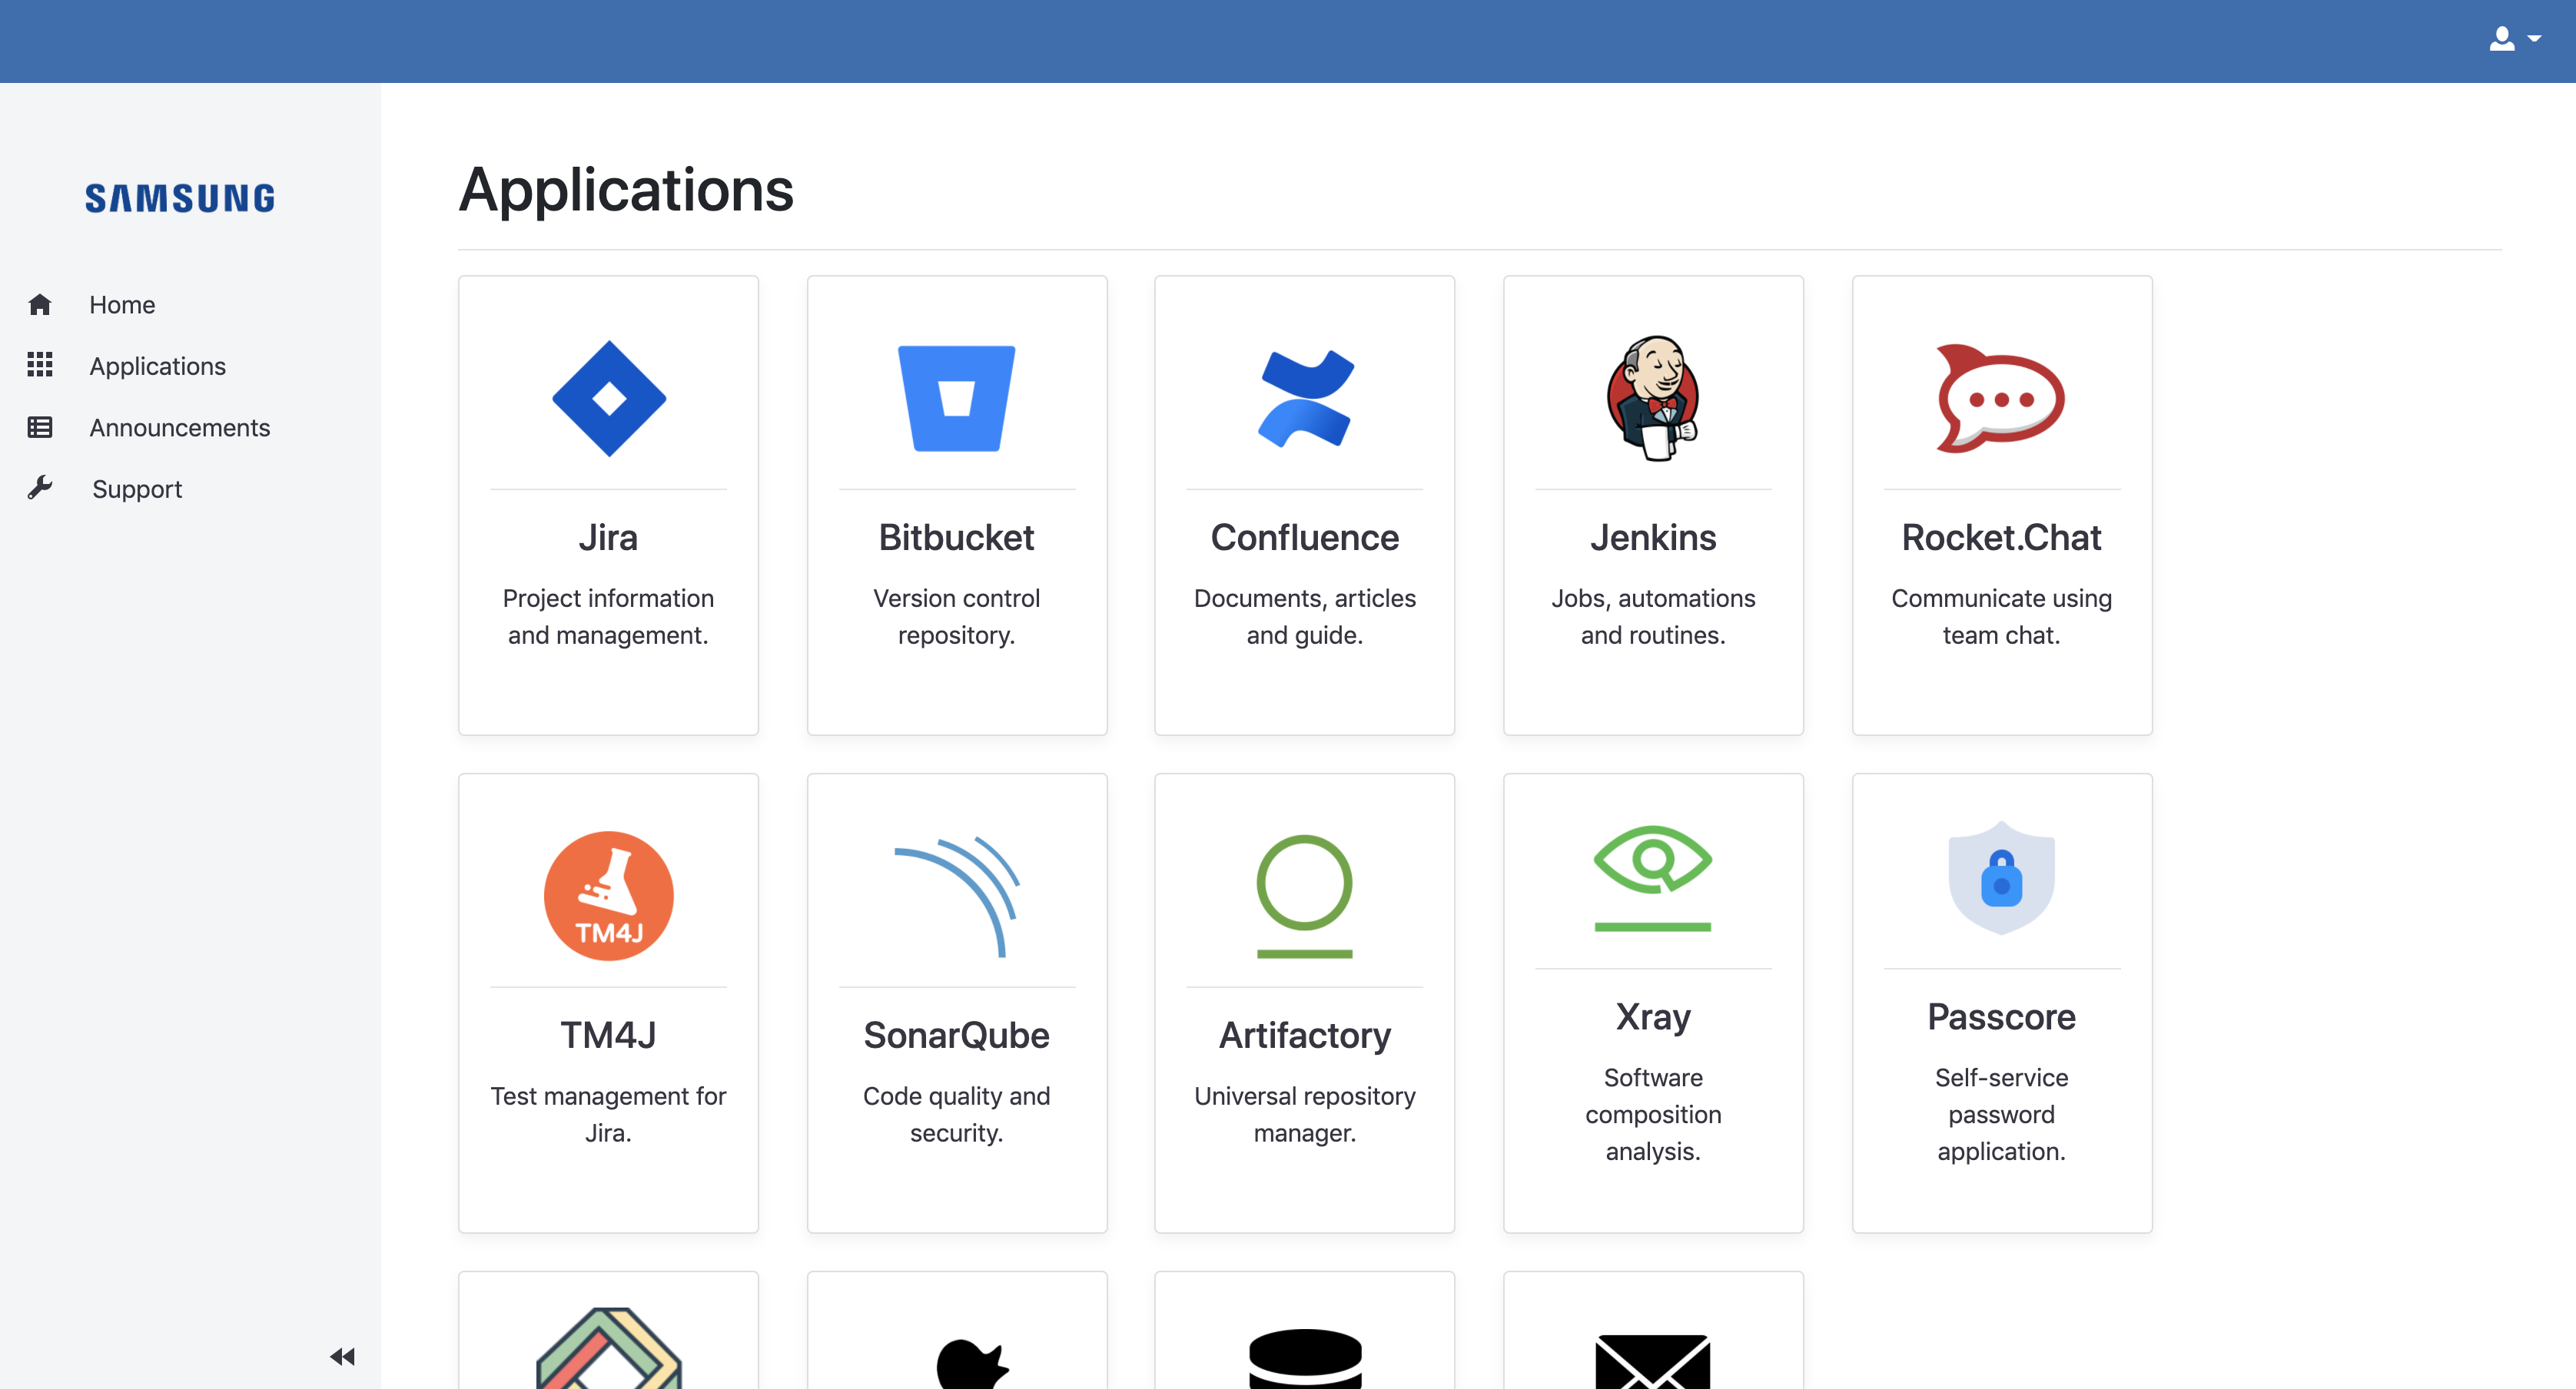 SAMSUNG
Home
Applications
Announcements
Support
Applications
Jira
Project information
and management.
Bitbucket
Version control
repository.
Confluence
Documents, articles
and guide.
Jenkins
Jobs, automations
and routines.
Rocket.Chat
Communicate using
team chat.
TM4J
TM4J
Test management for
Jira.
SonarQube
Code quality and
security.
Artifactory
Universal repository
manager.
Xray
Software
composition
analysis.
Passcore
Self-service
password
application.